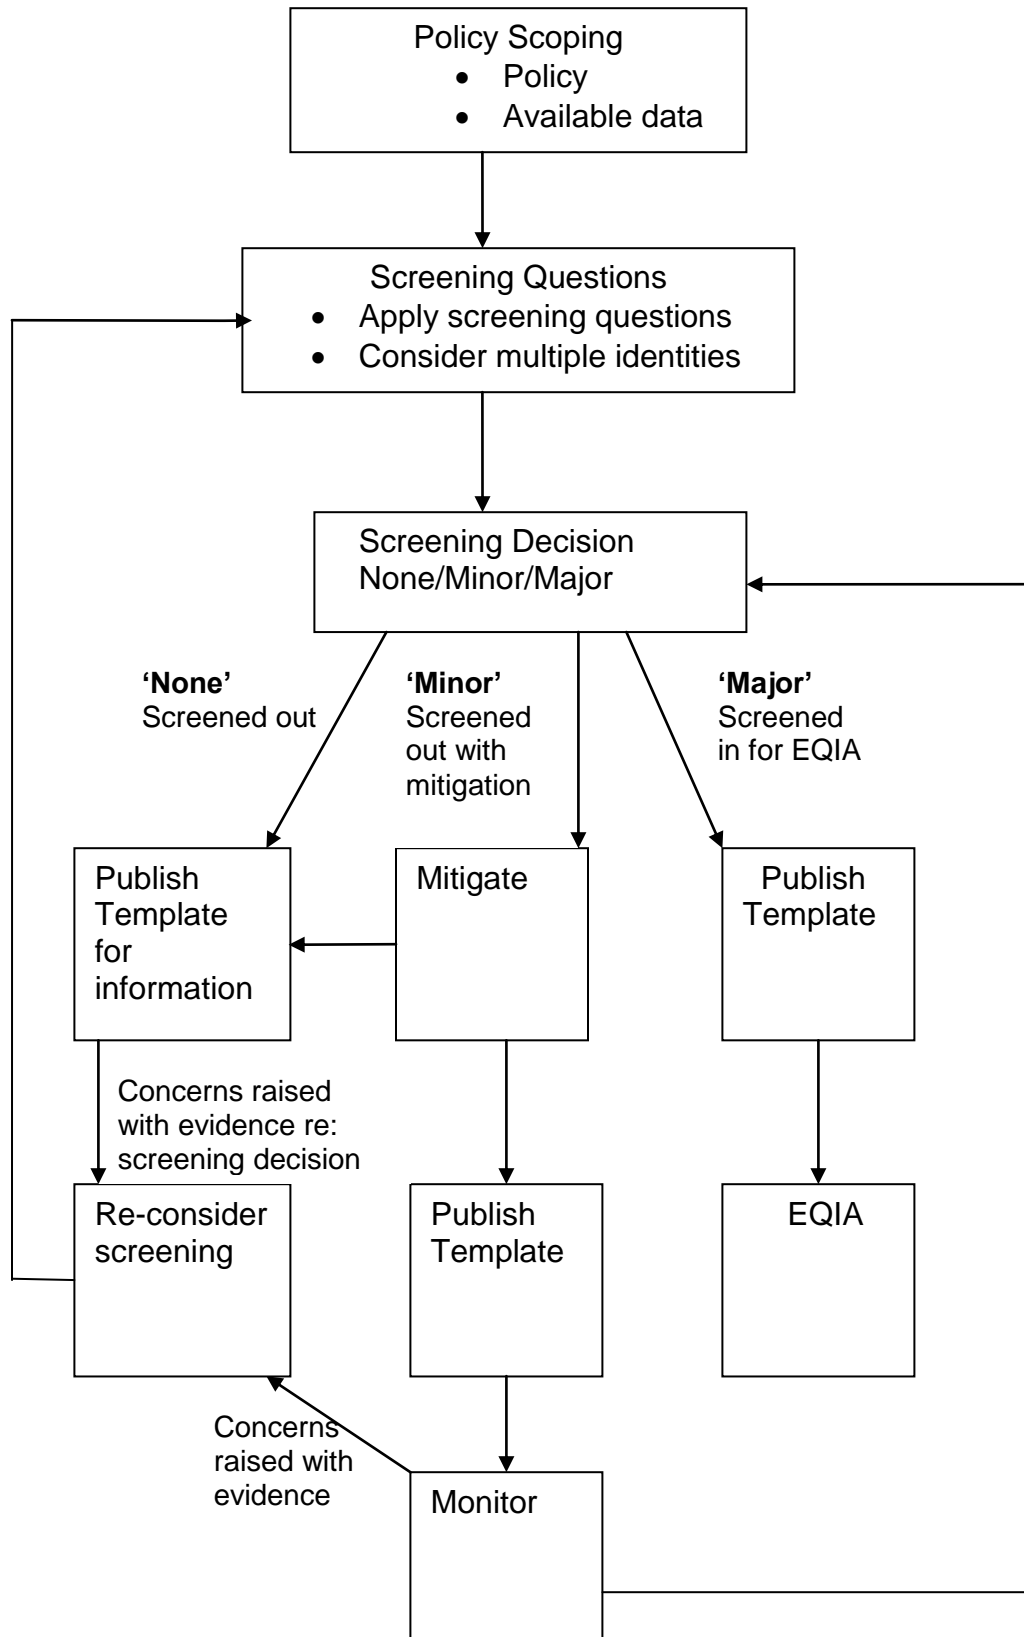 Policy Scoping
• Policy
• Available data
Screening Questions
• Apply screening questions
• Consider multiple identities
Screening Decision
None/Minor/Major
‘None’
Screened out
‘Minor’
Screened
out with
mitigation
‘Major’
Screened
in for EQIA
Publish
Template
for
information
Mitigate
Publish
Template
Concerns raised
with evidence re:
screening decision
Re-consider
screening
Publish
Template
EQIA
Concerns
raised with
evidence
Monitor